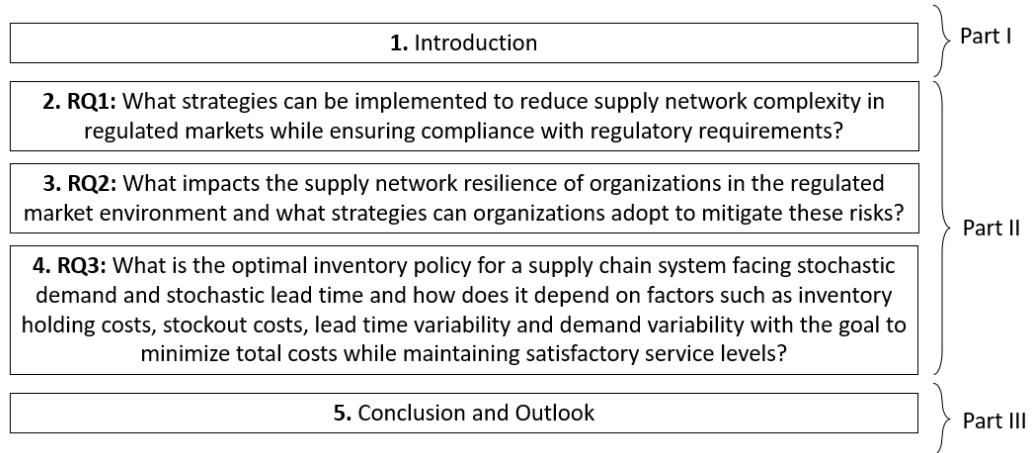 1. Introduction
Part I
2. RQ1: What strategies can be implemented to reduce supply network complexity in
regulated markets while ensuring compliance with regulatory requirements?
3. RQ2: What impacts the supply network resilience of organizations in the regulated
market environment and what strategies can organizations adopt to mitigate these risks?
Part II
4. RQ3: What is the optimal inventory policy for a supply chain system facing stochastic
demand and stochastic lead time and how does it depend on factors such as inventory
holding costs, stockout costs, lead time variability and demand variability with the goal to
minimize total costs while maintaining satisfactory service levels?
5. Conclusion and Outlook
Part III